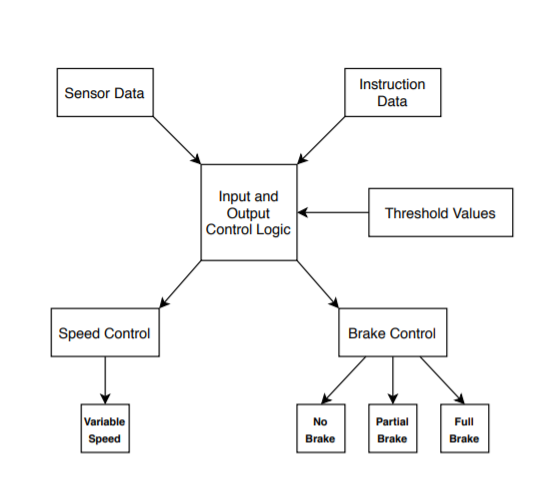 Sensor Data
Instruction
Data
Input and
Output
Control Logic
Threshold Values
Speed Control
Brake Control
Variable
Speed
No
Brake
Partial
Brake
Full
Brake